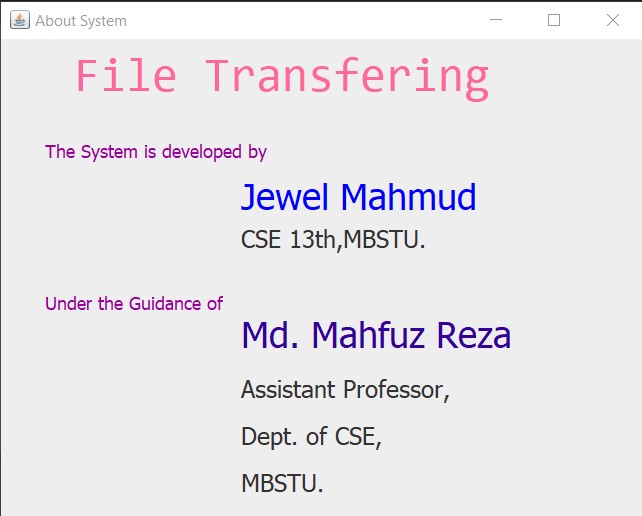 About System
File Transfering
The System is developed by
Jewel Mahmud
CSE 13th,MBSTU.
Under the Guidance of
Md. Mahfuz Reza
Assistant Professor,
Dept. of CSE,
MBSTU.